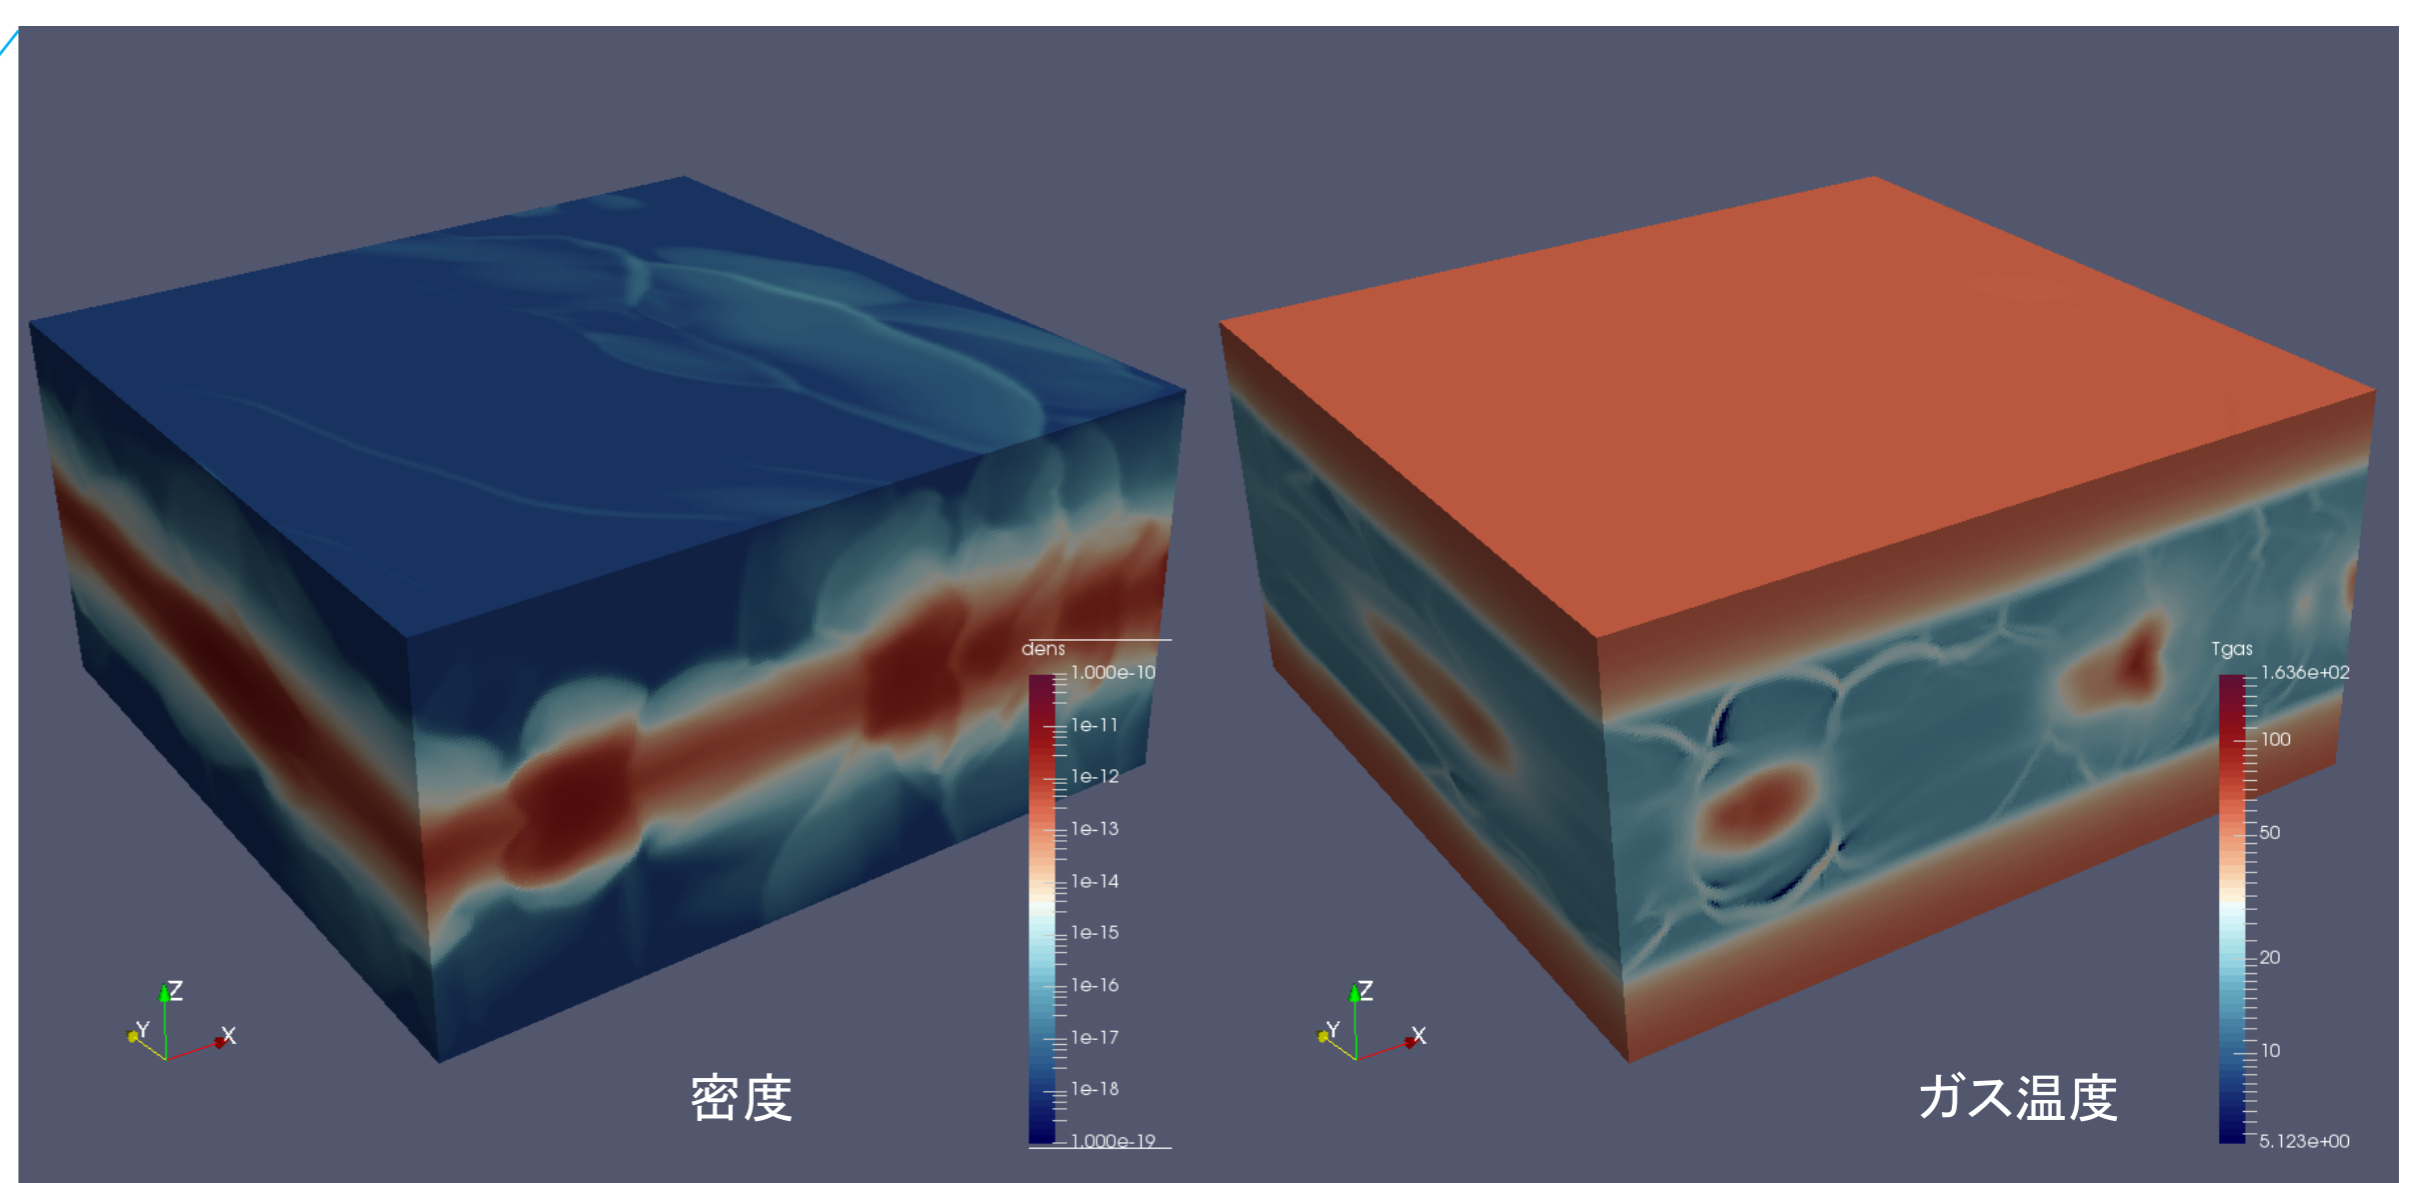 dens
1.000e-10
1e-11
1e-12
1e-13
1e-14
1e-15
1e-16
1e-17
1e-18
1.000e-19
Z
Y
X
密度
Tgas
1.636e+02
100
50
20
10
5.123e+00
Z
Y
X
ガス温度